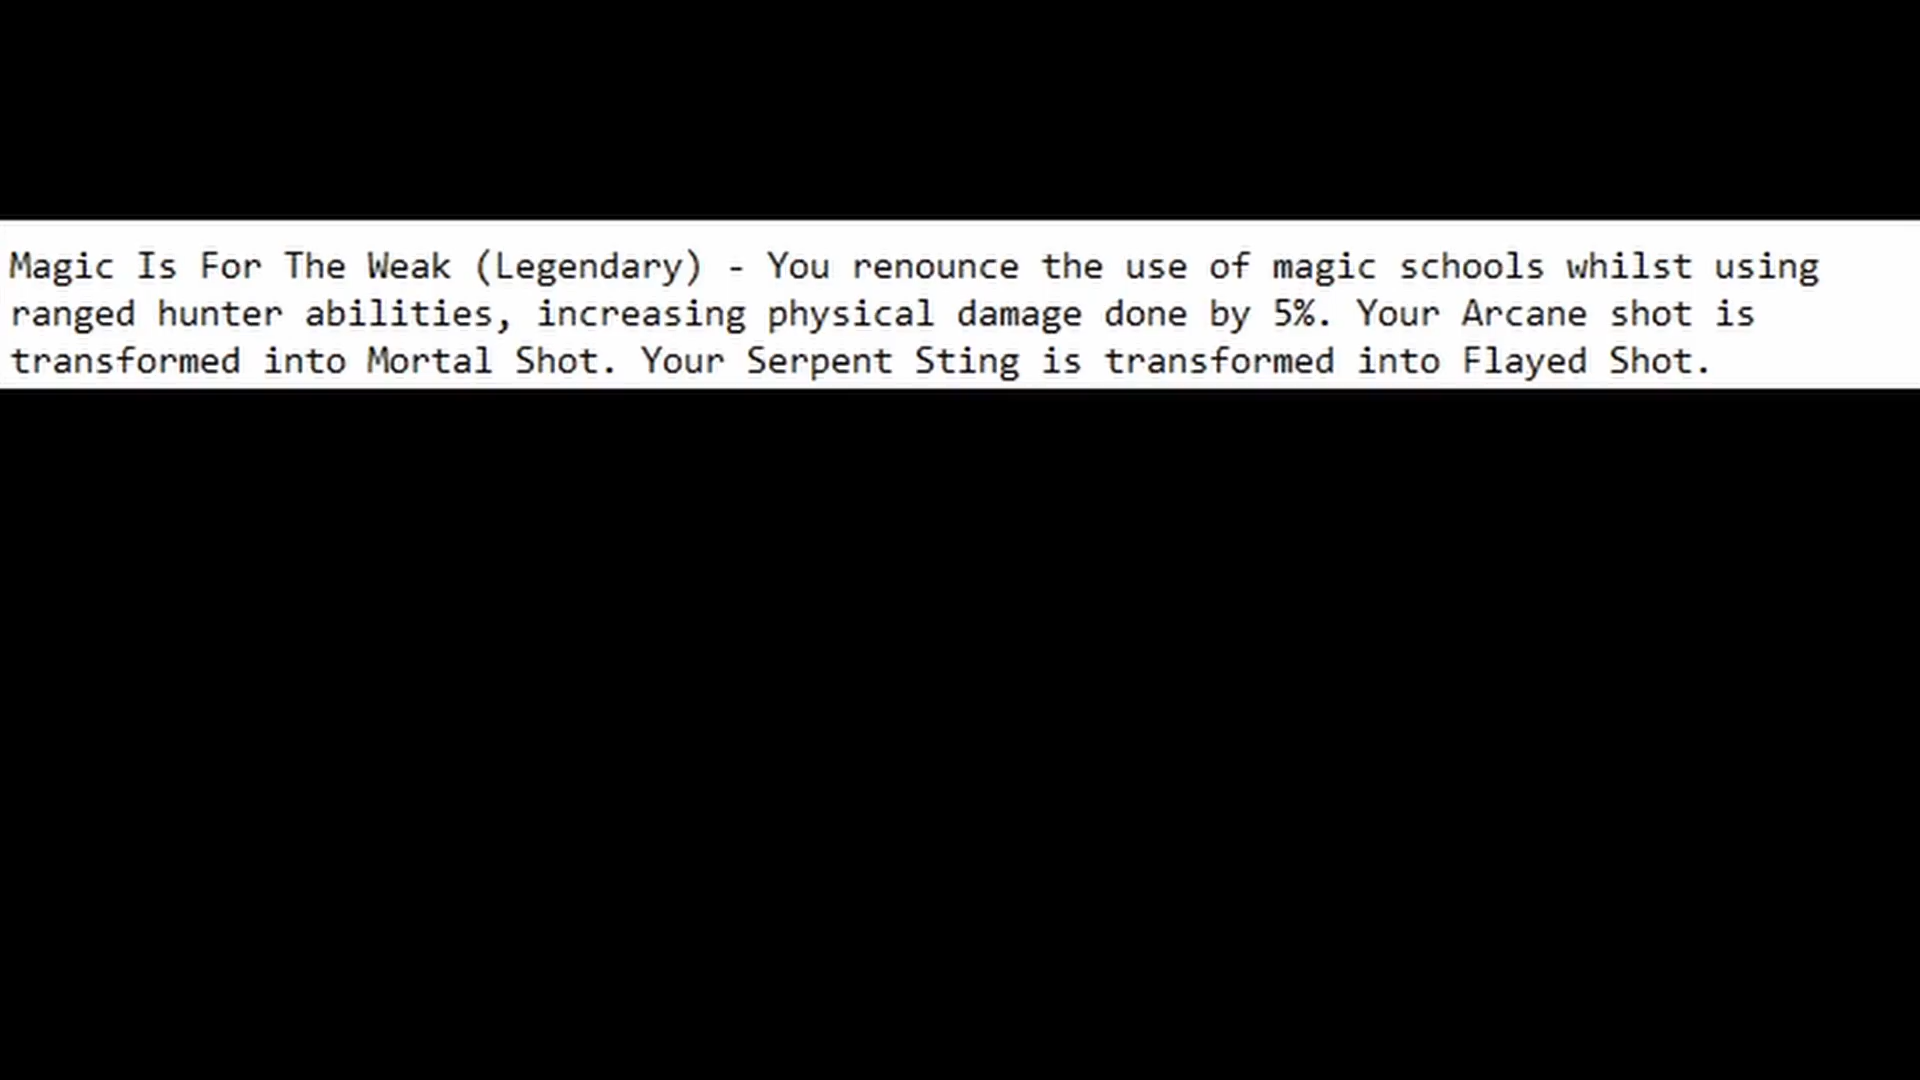 Magic Is For The Weak (Legendary) - You renounce the use of magic schools whilst using
ranged hunter abilities, increasing physical damage done by 5%. Your Arcane shot is
transformed into Mortal Shot. Your Serpent Sting is transformed into Flayed Shot.